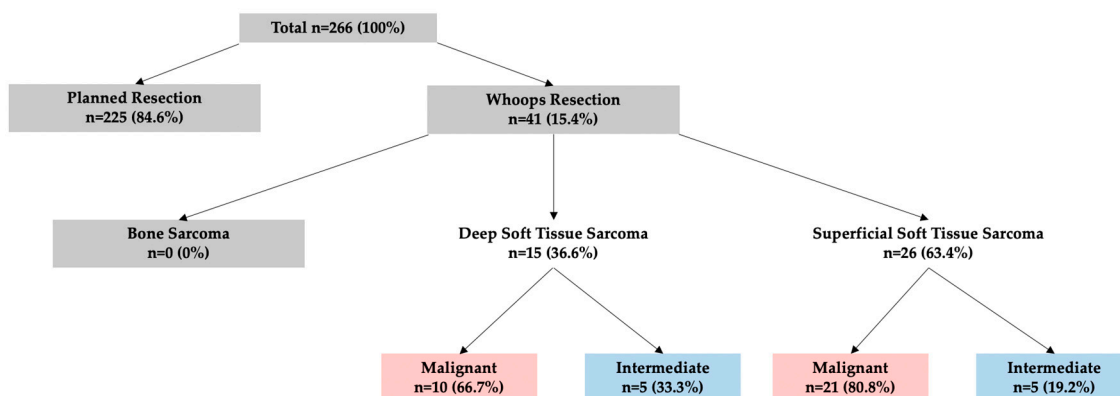 Total n=266 (100%)
Planned Resection
n=225 (84.6%)
Whoops Resection
n=41 (15.4%)
Bone Sarcoma
n=0 (0%)
Deep Soft Tissue Sarcoma
n=15 (36.6%)
Superficial Soft Tissue Sarcoma
n=26 (63.4%)
Malignant
n=10 (66.7%)
Intermediate
n=5 (33.3%)
Malignant
n=21 (80.8%)
Intermediate
n=5 (19.2%)